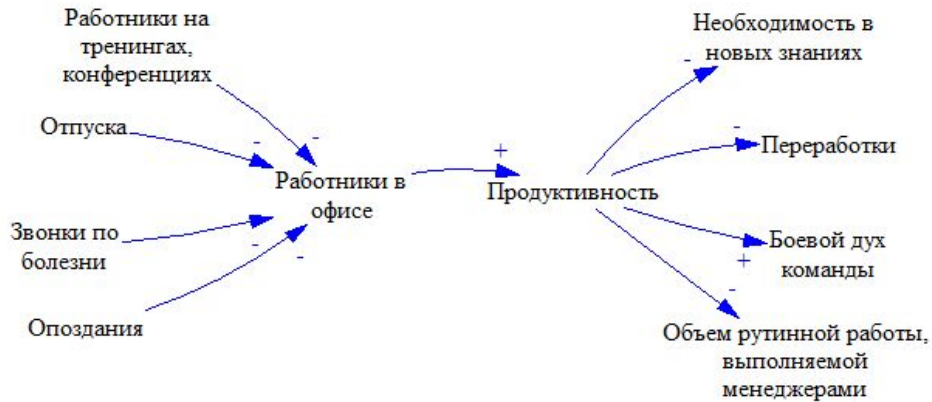 Работники на
тренингах,
конференциях
Отпуска
Звонки по
болезни
Опоздания
-
-
-
-
Работники в
офисе
+
Продуктивность
-
-
+
-
Необходимость в
новых знаниях
Переработки
Боевой дух
команды
Объем рутинной работы,
выполняемой
менеджерами